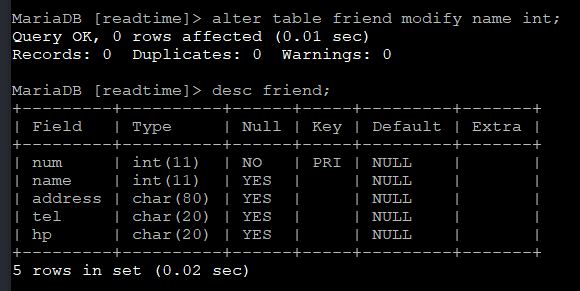 MariaDB [readtime]> alter table friend modify name int;
Query OK, 0 rows affected (0.01 sec)
Records: 0  Duplicates: 0  Warnings: 0

MariaDB [readtime]> desc friend;
+---------+----------+------+-----+---------+-------+
| Field   | Type     | Null | Key | Default | Extra |
+---------+----------+------+-----+---------+-------+
| num     | int(11)  | NO   | PRI | NULL    |       |
| name    | int(11)  | YES  |     | NULL    |       |
| address | char(80) | YES  |     | NULL    |       |
| tel     | char(20) | YES  |     | NULL    |       |
| hp      | char(20) | YES  |     | NULL    |       |
+---------+----------+------+-----+---------+-------+
5 rows in set (0.02 sec)